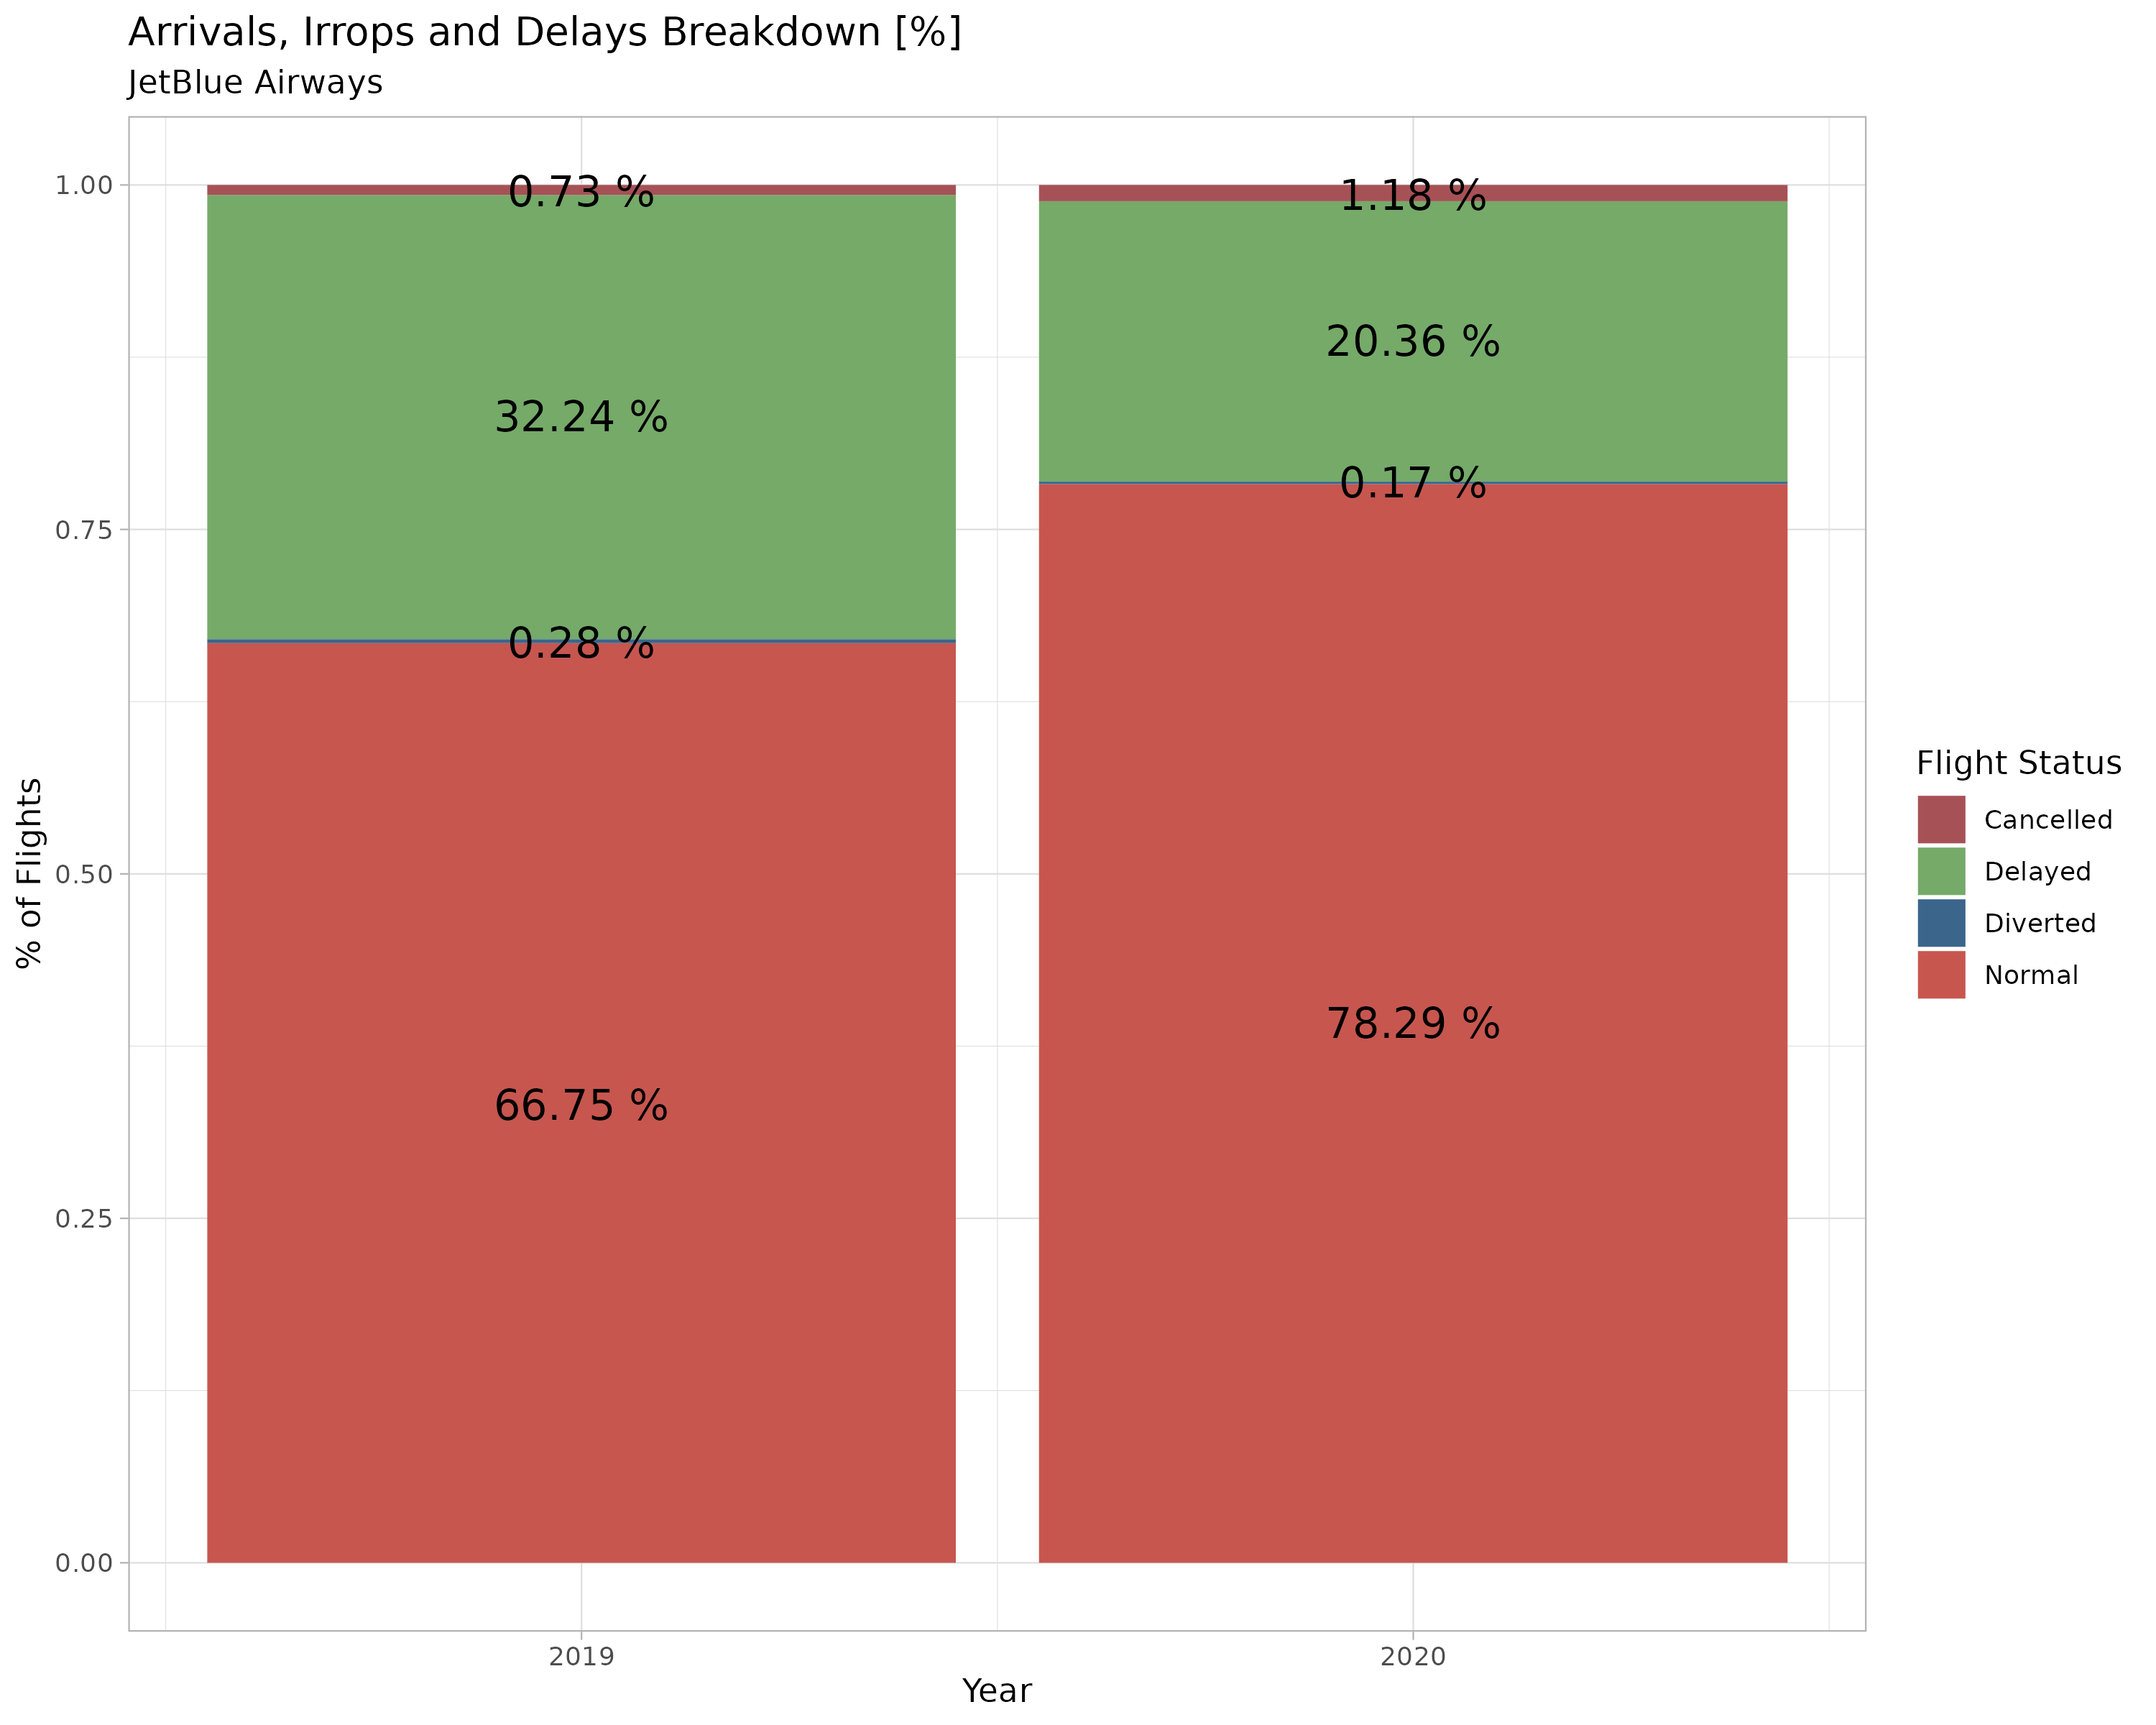 Arrivals, Irrops and Delays Breakdown [%]
JetBlue Airways
% of Flights
1.00
0.75
0.50
0.25
0.00
0.73 %
32.24 %
0.28 %
66.75 %
1.18 %
20.36 %
0.17 %
78.29 %
2019
2020
Year
Flight Status
Cancelled
Delayed
Diverted
Normal